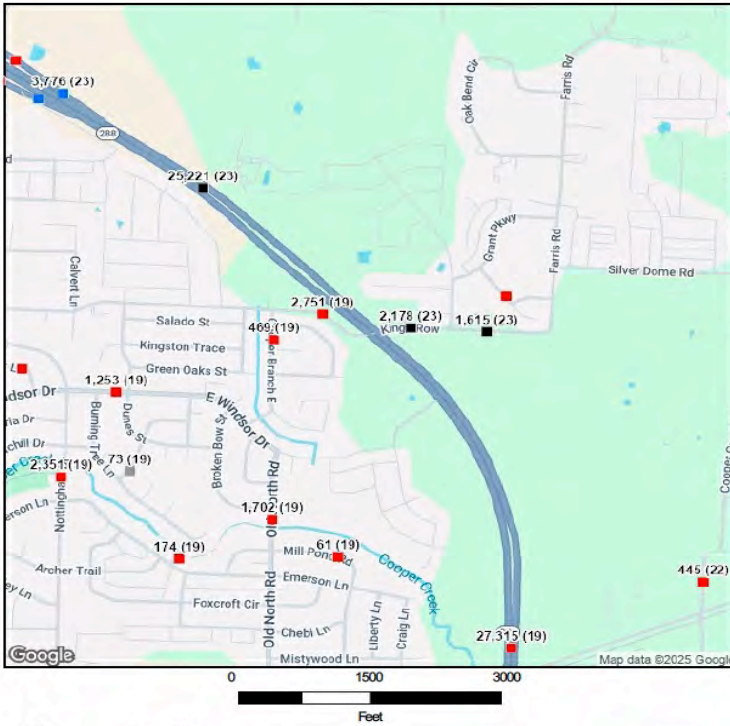 3,776 (23)
288
25,221 (23)
Oak Bend Cir
Farris Rd
Grant Pkwy
Farris Rd
Silver Dome Rd
Calvert Ln
2,751 (19)
2,178 (23)
1,615 (23)
Salado St
469 (19)
Kings Row
Kingston Trace
Branch E
Green Oaks St
1,253 (19)
E Windsor Dr
Dunes St
Burning Tree Ln
Broken Bow St
2,351 (19)
73 (19)
1,702 (19)
Old North Rd
174 (19)
61 (19)
Mill Pond Rd
Cooper Creek
445 (22)
Archer Trail
Emerson Ln
Foxcroft Cir
Old North Rd
Chebi Ln
Liberty Ln
Craig Ln
27,315 (19)
Mistywood Ln
Google
Map data ©2025 Google
0 1500 3000
Feet